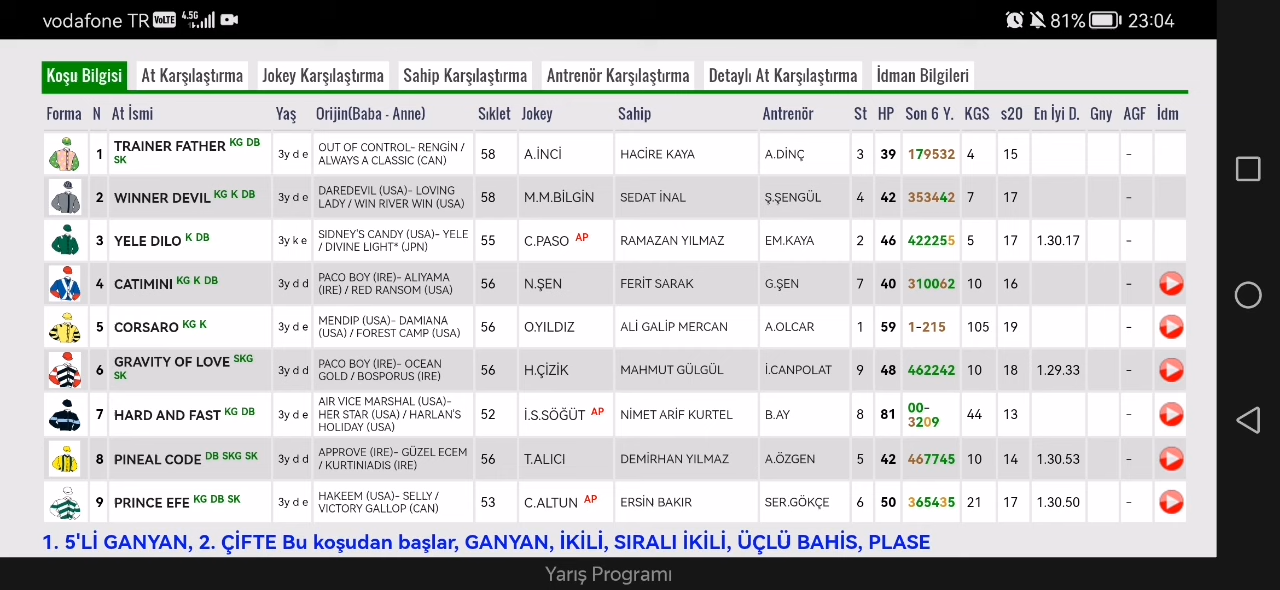 vodafone TR VoLTE 4.5G 81% 23:04
Koşu Bilgisi At Karşılaştırma Jokey Karşılaştırma Sahip Karşılaştırma Antrenör Karşılaştırma Detaylı At Karşılaştırma İdman Bilgileri
Forma N At İsmi Yaş Orijin(Baba - Anne) Sıklet Jokey Sahip Antrenör St HP Son 6 Y. KGS s20 En İyi D. Gny AGF İdm
1 TRAINER FATHER KG DB SK 3y d e OUT OF CONTROL- RENGİN / ALWAYS A CLASSIC (CAN) 58 A.İNCİ HACİRE KAYA A.DİNÇ 3 39 179532 4 15 -
2 WINNER DEVIL KG K DB 3y d e DAREDEVIL (USA)- LOVING LADY / WIN RIVER WIN (USA) 58 M.M.BİLGİN SEDAT İNAL Ş.ŞENGÜL 4 42 353442 7 17 -
3 YELE DILO K DB 3y k e SIDNEY'S CANDY (USA)- YELE / DIVINE LIGHT* (JPN) 55 C.PASO AP RAMAZAN YILMAZ EM.KAYA 2 46 422255 5 17 1.30.17 -
4 CATIMINI KG K DB 3y d d PACO BOY (IRE)- ALIYAMA (IRE) / RED RANSOM (USA) 56 N.ŞEN FERİT SARAK G.ŞEN 7 40 310062 10 16 -
5 CORSARO KG K 3y d e MENDIP (USA)- DAMIANA (USA) / FOREST CAMP (USA) 56 O.YILDIZ ALİ GALİP MERCAN A.OLCAR 1 59 1-215 105 19 -
6 GRAVITY OF LOVE SKG SK 3y d d PACO BOY (IRE)- OCEAN GOLD / BOSPORUS (IRE) 56 H.ÇİZİK MAHMUT GÜLGÜL İ.CANPOLAT 9 48 462242 10 18 1.29.33 -
7 HARD AND FAST KG DB 3y d e AIR VICE MARSHAL (USA)- HER STAR (USA) / HARLAN'S HOLIDAY (USA) 52 İ.S.SÖĞÜT AP NİMET ARİF KURTEL B.AY 8 81 00-3209 44 13 -
8 PINEAL CODE DB SKG SK 3y d d APPROVE (IRE)- GÜZEL ECEM / KURTINIADIS (IRE) 56 T.ALICI DEMİRHAN YILMAZ A.ÖZGEN 5 42 467745 10 14 1.30.53 -
9 PRINCE EFE KG DB SK 3y d e HAKEEM (USA)- SELLY / VICTORY GALLOP (CAN) 53 C.ALTUN AP ERSİN BAKIR SER.GÖKÇE 6 50 365435 21 17 1.30.50 -
1. 5'Lİ GANYAN, 2. ÇİFTE Bu koşudan başlar, GANYAN, İKİLİ, SIRALI İKİLİ, ÜÇLÜ BAHİS, PLASE
Yarış Programı